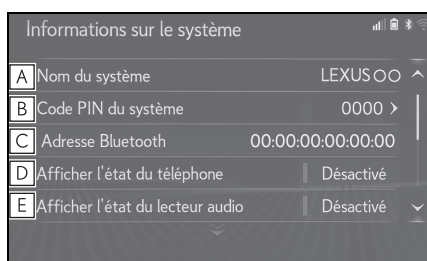 Informations sur le système
A Nom du système LEXUS○○
B Code PIN du système 0000 >
C Adresse Bluetooth 00:00:00:00:00:00
D Afficher l'état du téléphone Désactivé
E Afficher l'état du lecteur audio Désactivé